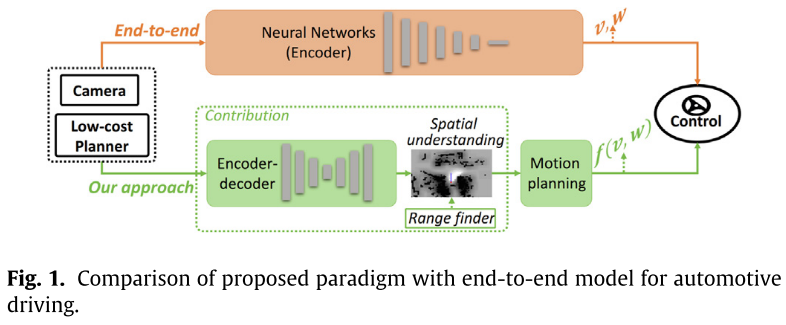 End-to-end
Neural Networks
(Encoder)
v,w
Camera
Low-cost
Planner
Control
Contribution
Spatial
understanding
Encoder-
decoder
Motion
planning
f(v,w)
Our approach
Range finder
Fig. 1. Comparison of proposed paradigm with end-to-end model for automotive
driving.